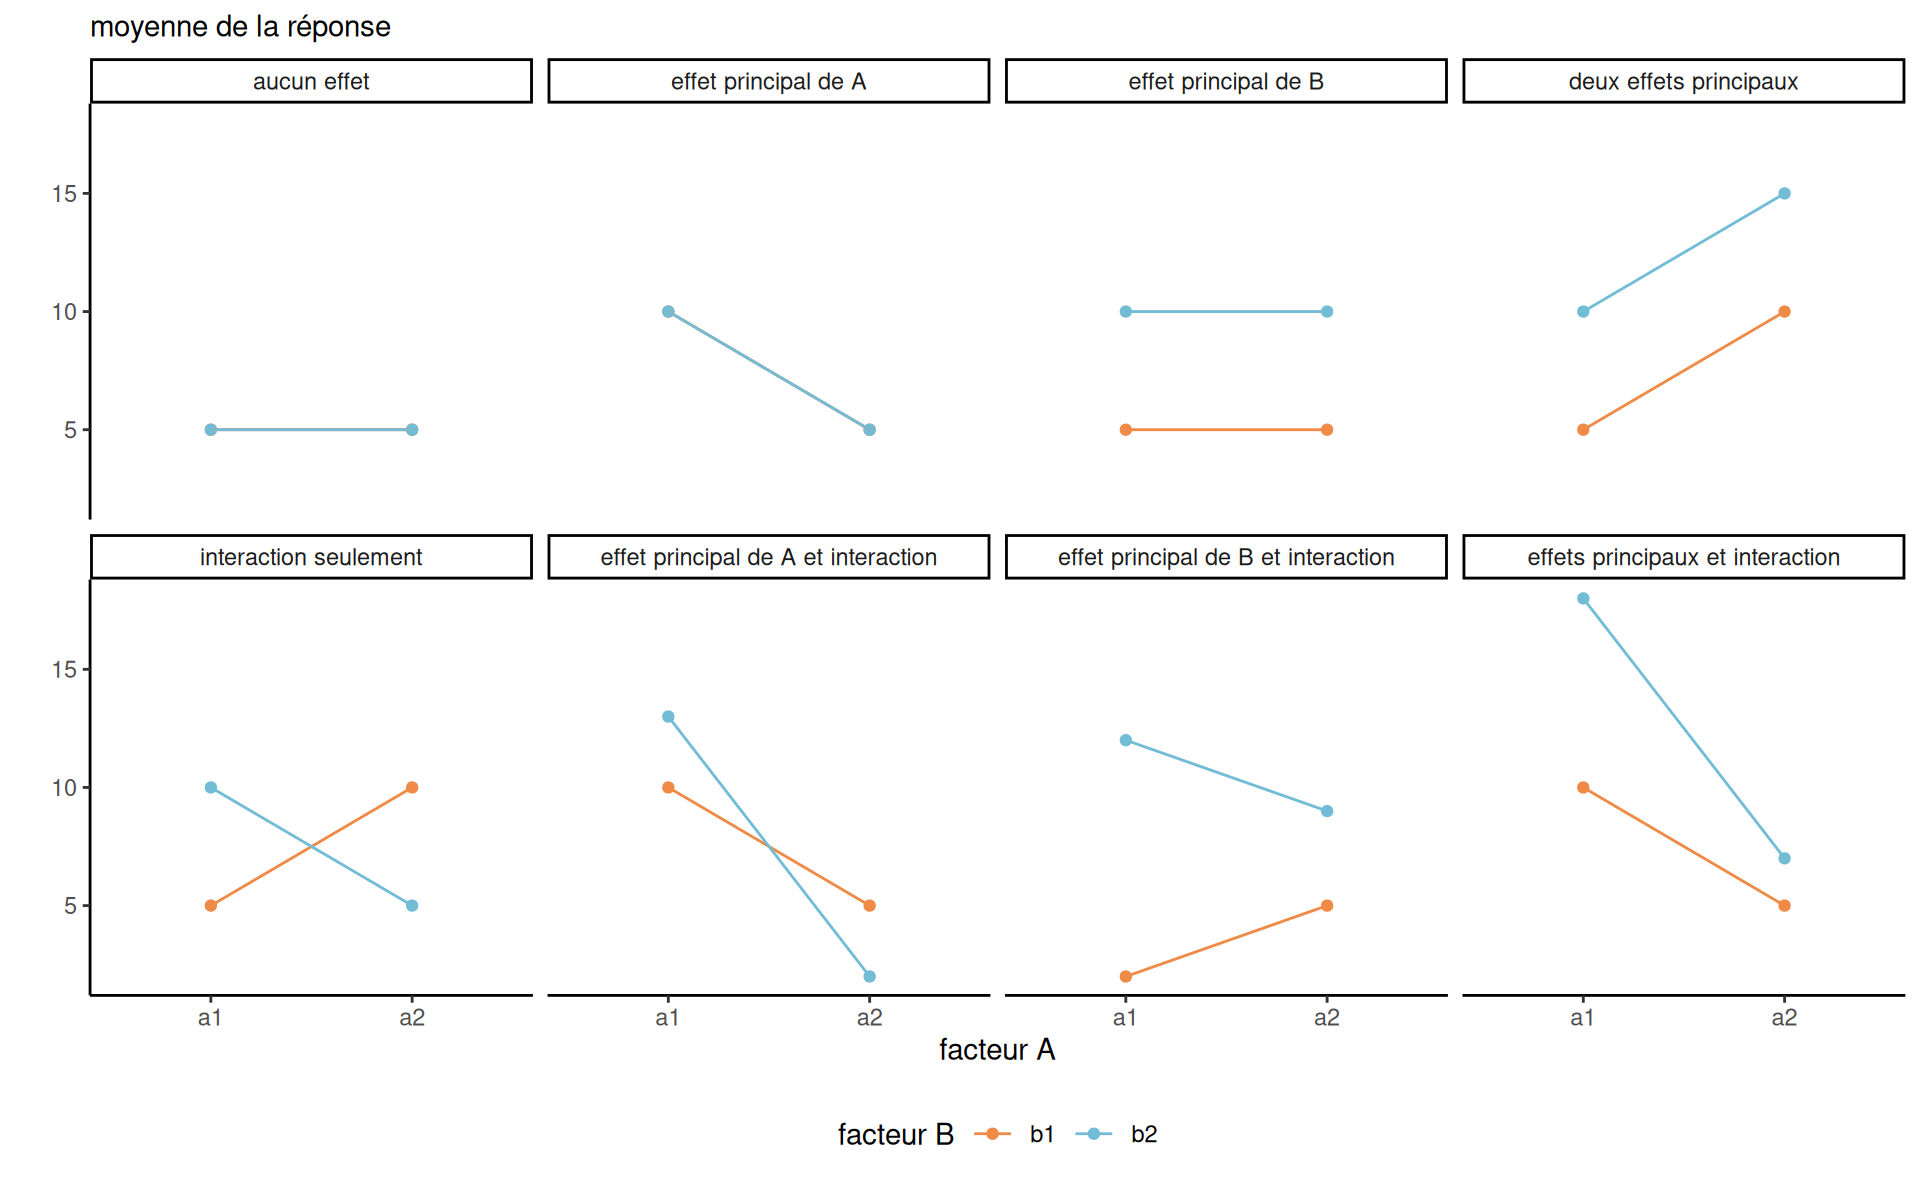 moyenne de la réponse
aucun effet
effet principal de A
effet principal de B
deux effets principaux
15
10
5
interaction seulement
effet principal de A et interaction
effet principal de B et interaction
effets principaux et interaction
15
10
5
a1 a2 a1 a2 a1 a2 a1 a2
facteur A
facteur B b1 b2